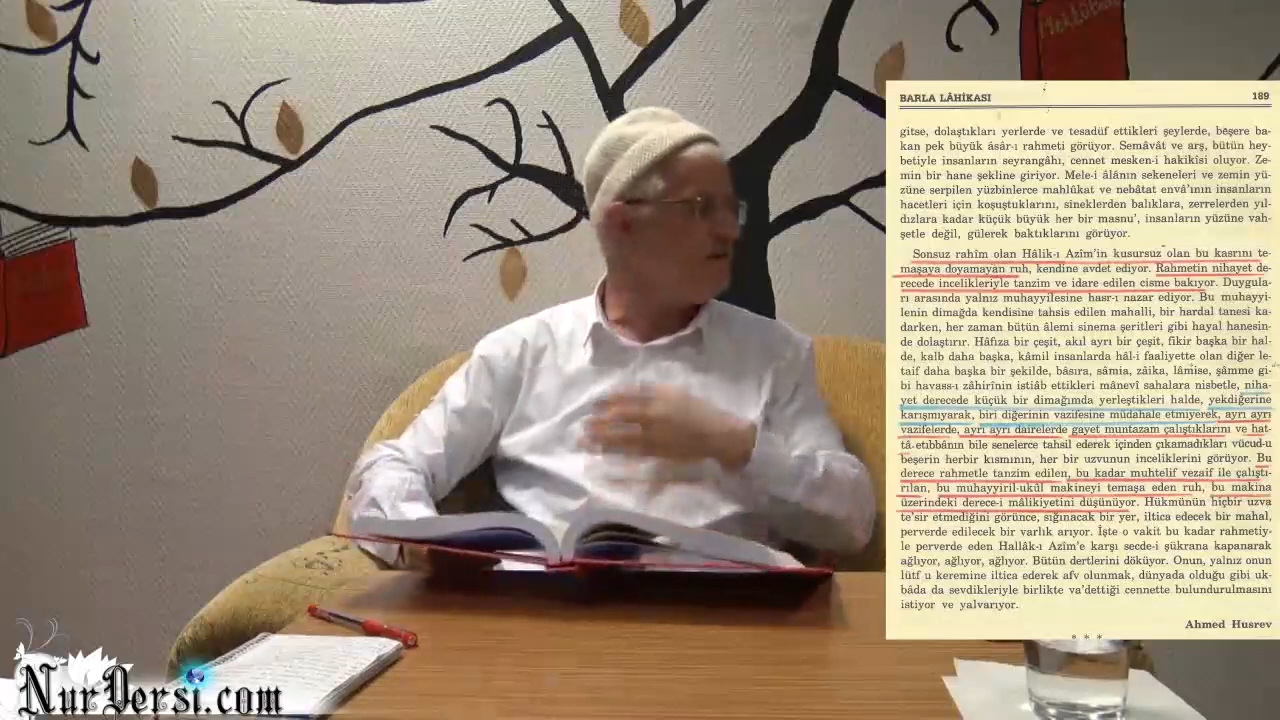 Mektûbat
BARLA LÂHİKASI 189
gitse, dolaştıkları yerlerde ve tesadüf ettikleri şeylerde, beşere ba-
kan pek büyük âsâr-ı rahmeti görüyor. Semâvât ve arş, bütün hey-
betiyle insanların seyrangâhı, cennet mesken-i hakikîsi oluyor. Ze-
min bir hane şekline giriyor. Mele-i âlânın sekeneleri ve zemin yü-
züne serpilen yüzbinlerce mahlûkat ve nebâtat envâ'ının insanların
hacetleri için koşuştuklarını, sineklerden balıklara, zerrelerden yıl-
dızlara kadar küçük büyük her bir masnu', insanların yüzüne vah-
şetle değil, gülerek baktıklarını görüyor.
Sonsuz rahîm olan Hâlik-ı Azîm'in kusursuz olan bu kasrını te-
maşaya doyamayan ruh, kendine avdet ediyor. Rahmetin nihayet de-
recede incelikleriyle tanzim ve idare edilen cisme bakıyor. Duygula-
rı arasında yalnız muhayyilesine hasr-ı nazar ediyor. Bu muhayyi-
lenin dimağda kendisine tahsis edilen mahalli, bir hardal tanesi ka-
darken, her zaman bütün âlemi sinema şeritleri gibi hayal hanesin-
de dolaştırır. Hâfıza bir çeşit, akıl ayrı bir çeşit, fikir başka bir hal-
de, kalb daha başka, kâmil insanlarda hâl-i faaliyette olan diğer le-
taif daha başka bir şekilde, bâsıra, sâmia, zâika, lâmise, şâmme gi-
bi havass-ı zâhirînin istiâb ettikleri mânevî sahalara nisbetle, niha-
yet derecede küçük bir dimağımda yerleştikleri halde, yekdiğerine
karışmıyarak, biri diğerinin vazifesine müdahale etmiyerek, ayrı ayrı
vazifelerde, ayrı ayrı dairelerde gayet muntazam çalıştıklarını ve hat-
tâ etıbbânın bile senelerce tahsil ederek içinden çıkamadıkları vücud-u
beşerin herbir kısmının, her bir uzvunun inceliklerini görüyor. Bu
derece rahmetle tanzim edilen, bu kadar muhtelif vezaif ile çalıştı-
rılan, bu muhayyiril-ukûl makineyi temaşa eden ruh, bu makina
üzerindeki derece-i mâlikiyetini düşünüyor. Hükmünün hiçbir uzva
te'sir etmediğini görünce, sığınacak bir yer, iltica edecek bir mahal,
perverde edilecek bir varlık arıyor. İşte o vakit bu kadar rahmetiy-
le perverde eden Hallâk-ı Azîm'e karşı secde-i şükrana kapanarak
ağlıyor, ağlıyor, ağlıyor. Bütün dertlerini döküyor. Onun, yalnız onun
lütf u keremine iltica ederek afv olunmak, dünyada olduğu gibi uk-
bâda da sevdikleriyle birlikte va'dettiği cennette bulundurulmasını
istiyor ve yalvarıyor.
Ahmed Husrev
* * *
NurDersi.com